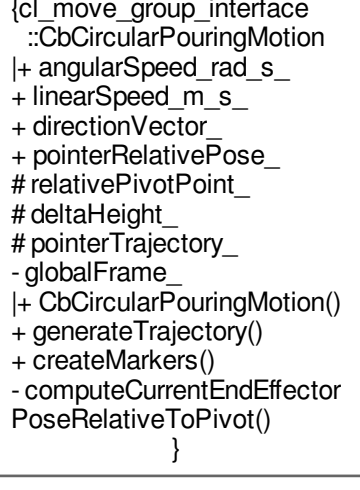 {cl_move_group_interface
::CbCircularPouringMotion
|+ angularSpeed_rad_s_
+ linearSpeed_m_s_
+ directionVector_
+ pointerRelativePose_
# relativePivotPoint_
# deltaHeight_
# pointerTrajectory_
- globalFrame_
|+ CbCircularPouringMotion()
+ generateTrajectory()
+ createMarkers()
- computeCurrentEndEffector
PoseRelativeToPivot()
}